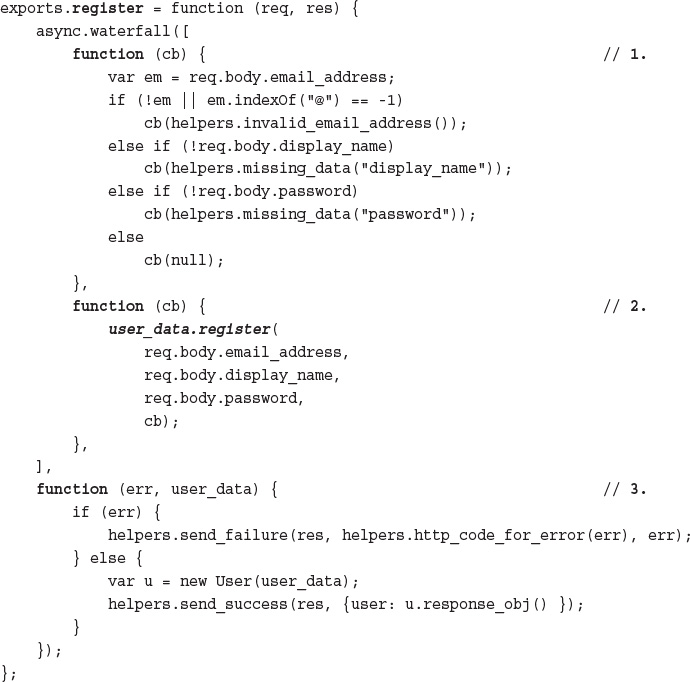 exports.register = function (req, res) {
    async.waterfall([
        function (cb) {                                            // 1.
            var em = req.body.email_address;
            if (!em || em.indexOf("@") == -1)
                cb(helpers.invalid_email_address());
            else if (!req.body.display_name)
                cb(helpers.missing_data("display_name"));
            else if (!req.body.password)
                cb(helpers.missing_data("password"));
            else
                cb(null);
        },
        function (cb) {                                            // 2.
            user_data.register(
                req.body.email_address,
                req.body.display_name,
                req.body.password,
                cb);
        },
    ],
    function (err, user_data) {                                    // 3.
        if (err) {
            helpers.send_failure(res, helpers.http_code_for_error(err), err);
        } else {
            var u = new User(user_data);
            helpers.send_success(res, {user: u.response_obj() });
        }
    });
};